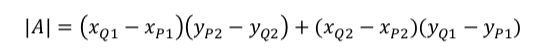 |A| = (x_{Q1} − x_{P1})(y_{P2} − y_{Q2}) + (x_{Q2} − x_{P2})(y_{Q1} − y_{P1})